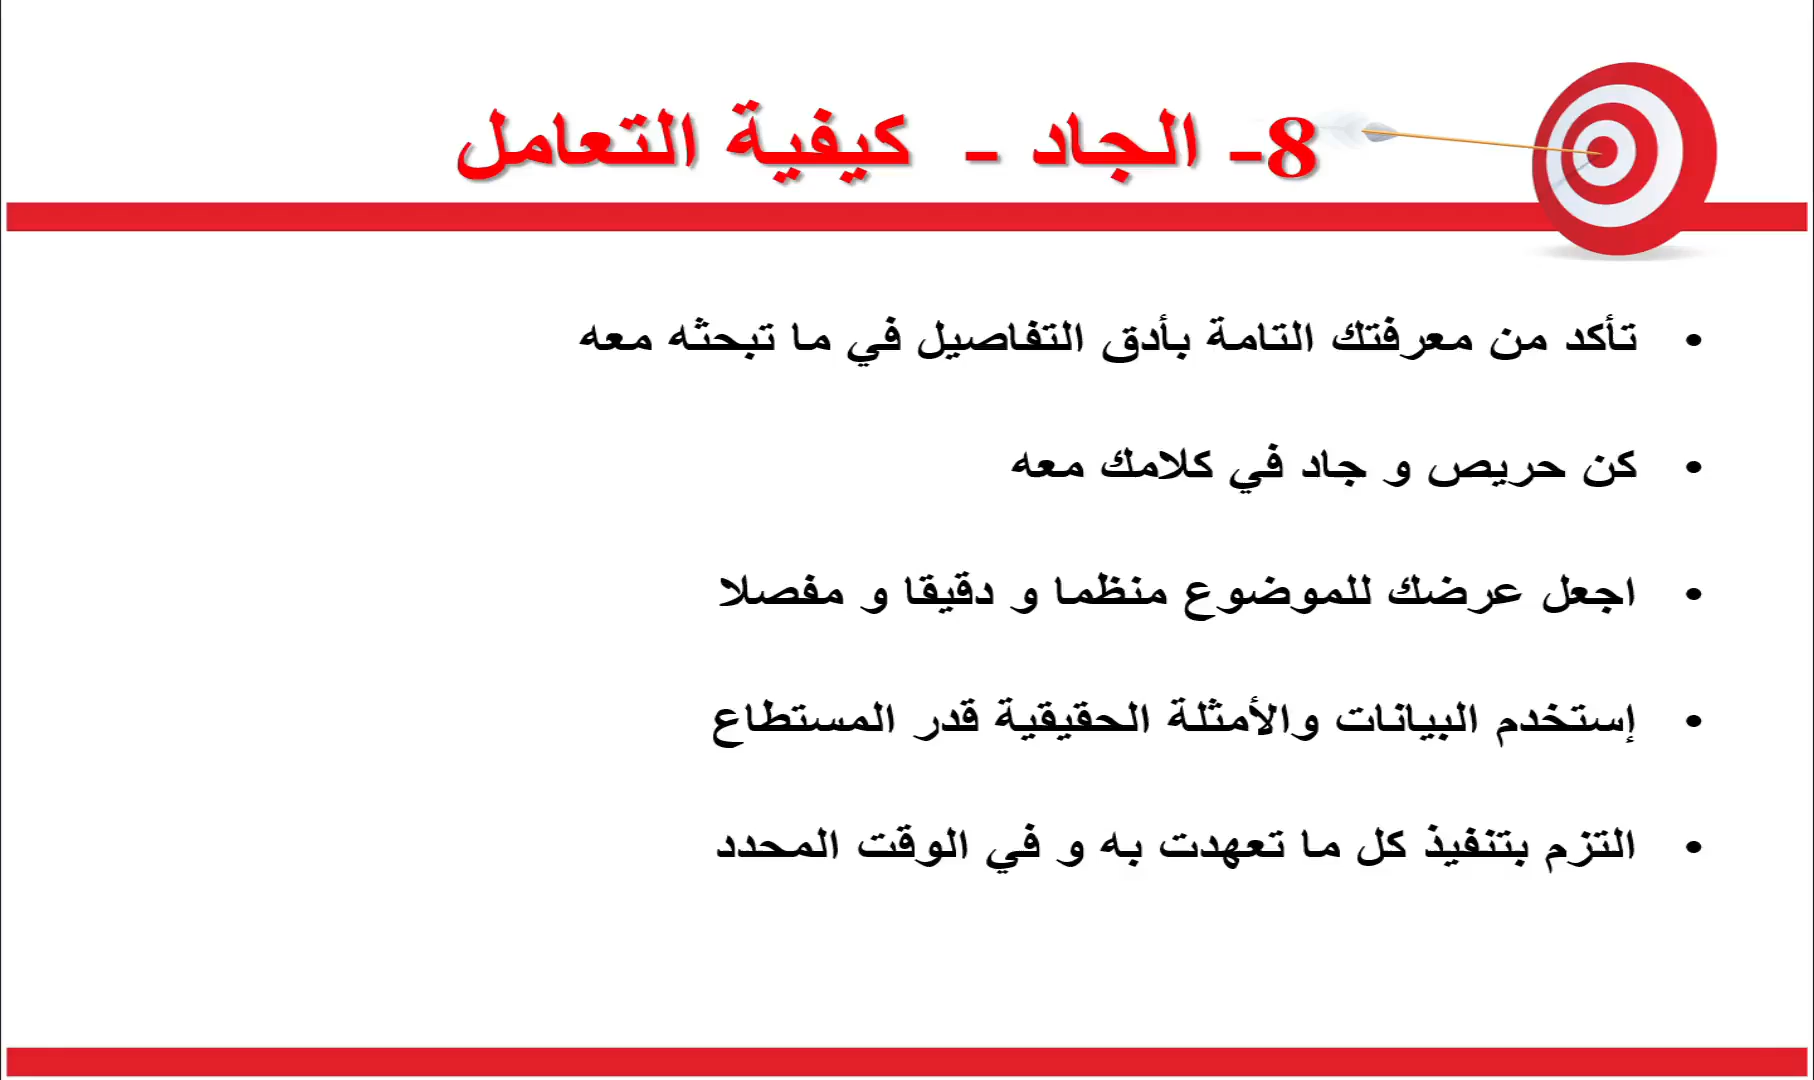 8- الجاد - كيفية التعامل
• تأكد من معرفتك التامة بأدق التفاصيل في ما تبحثه معه
• كن حريص و جاد في كلامك معه
• اجعل عرضك للموضوع منظما و دقيقا و مفصلا
• إستخدم البيانات والأمثلة الحقيقية قدر المستطاع
• التزم بتنفيذ كل ما تعهدت به و في الوقت المحدد